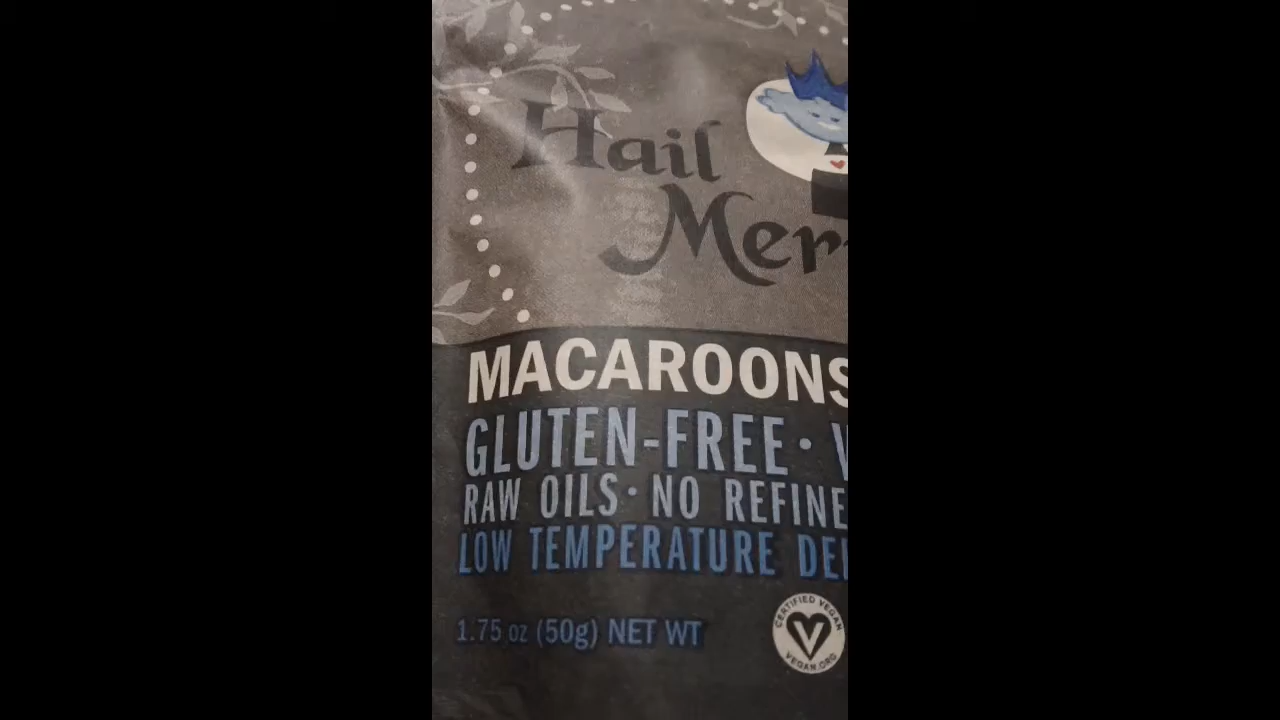 Hail
Mer
MACAROONS
GLUTEN-FREE ·
RAW OILS · NO REFINE
LOW TEMPERATURE DE
1.75 oz (50g) NET WT
CERTIFIED VEGAN
V
VEGAN.ORG